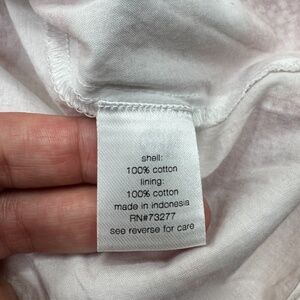 shell:
100% cotton
lining:
100% cotton
made in indonesia
RN#73277
see reverse for care